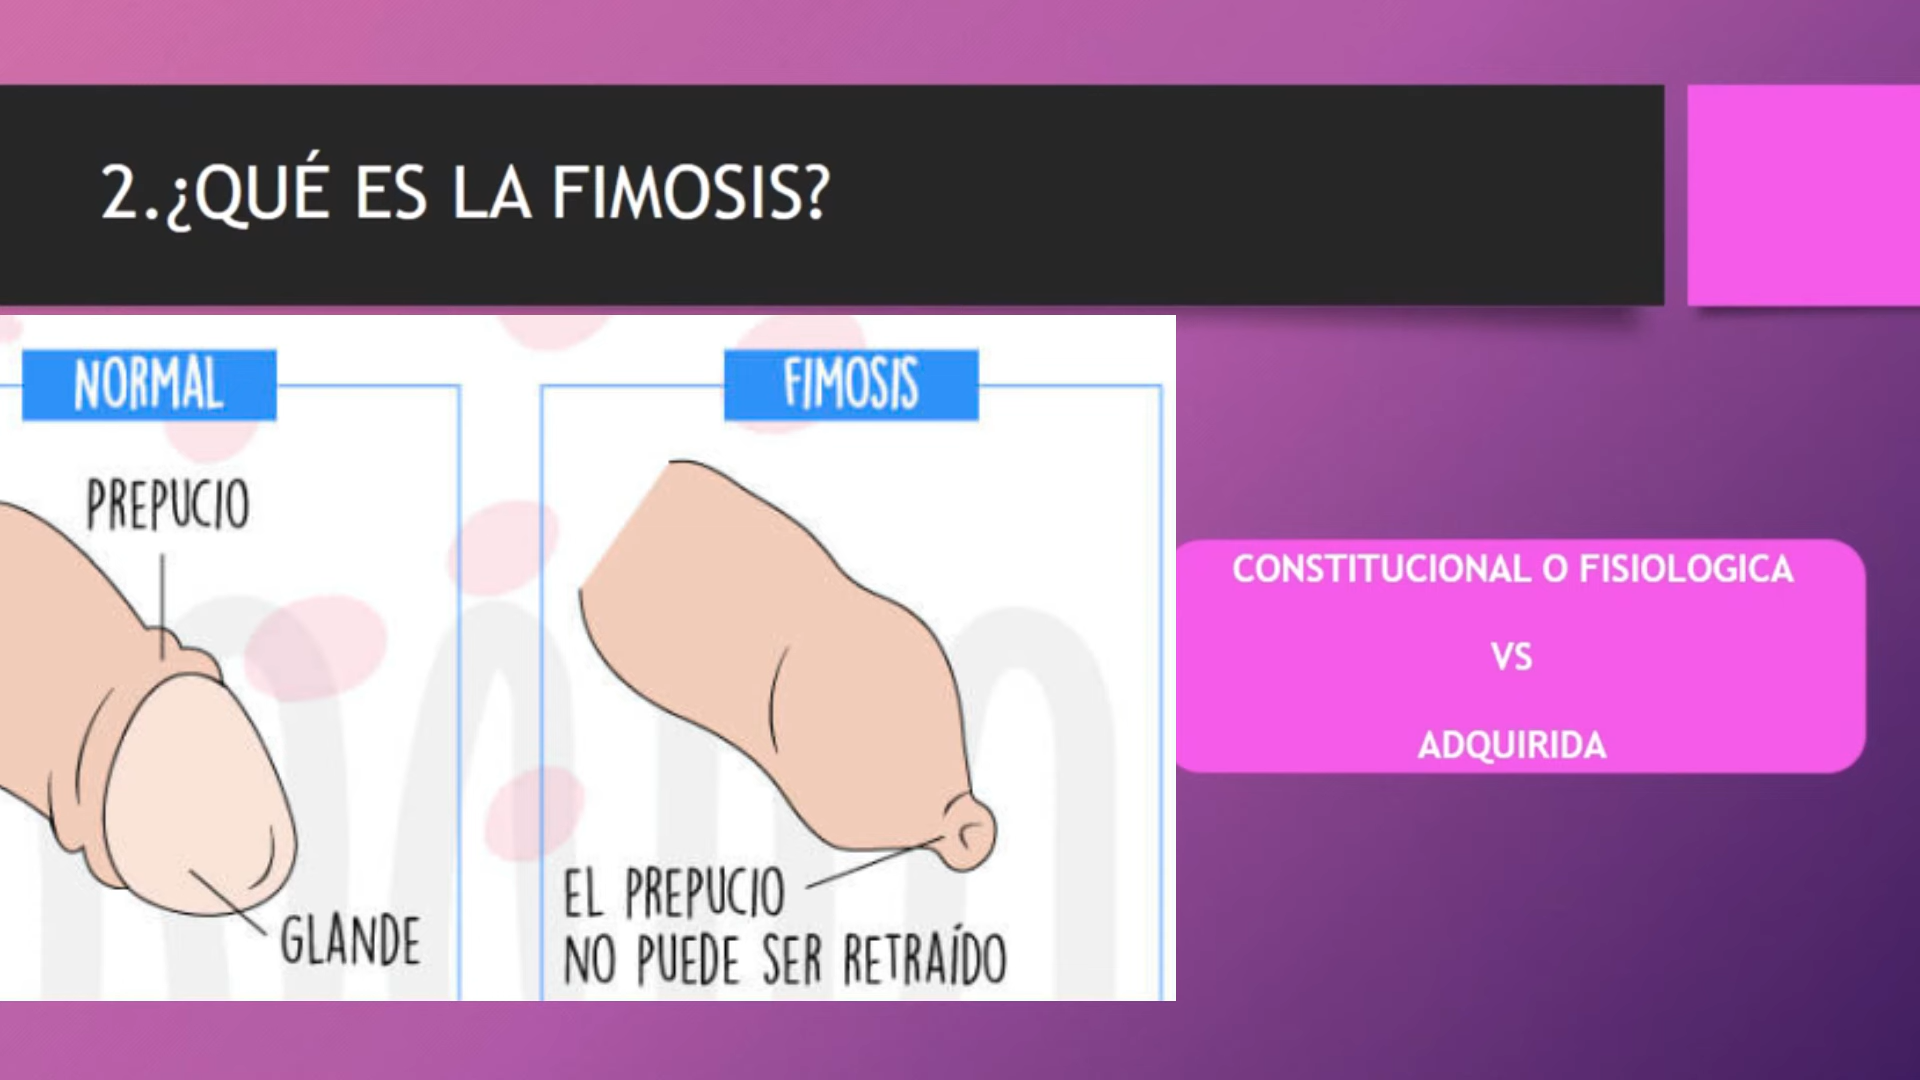 2.¿QUÉ ES LA FIMOSIS?
NORMAL
PREPUCIO
GLANDE
FIMOSIS
EL PREPUCIO
NO PUEDE SER RETRAÍDO
CONSTITUCIONAL O FISIOLOGICA
VS
ADQUIRIDA